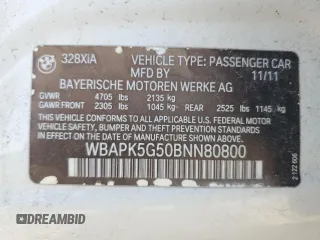 328XiA
VEHICLE TYPE: PASSENGER CAR
MFD BY
11/11
BAYERISCHE MOTOREN WERKE AG
GVWR 4705 lbs 2135 kg
GAWR FRONT 2305 lbs 1045 kg REAR 2525 lbs 1145 kg
THIS VEHICLE CONFORMS TO ALL APPLICABLE
U.S. FEDERAL MOTOR VEHICLE SAFETY, BUMPER, AND
THEFT PREVENTION STANDARDS IN EFFECT ON THE
DATE OF MANUFACTURE SHOWN ABOVE.
WBAPK5G50BNN80800
DREAMBID